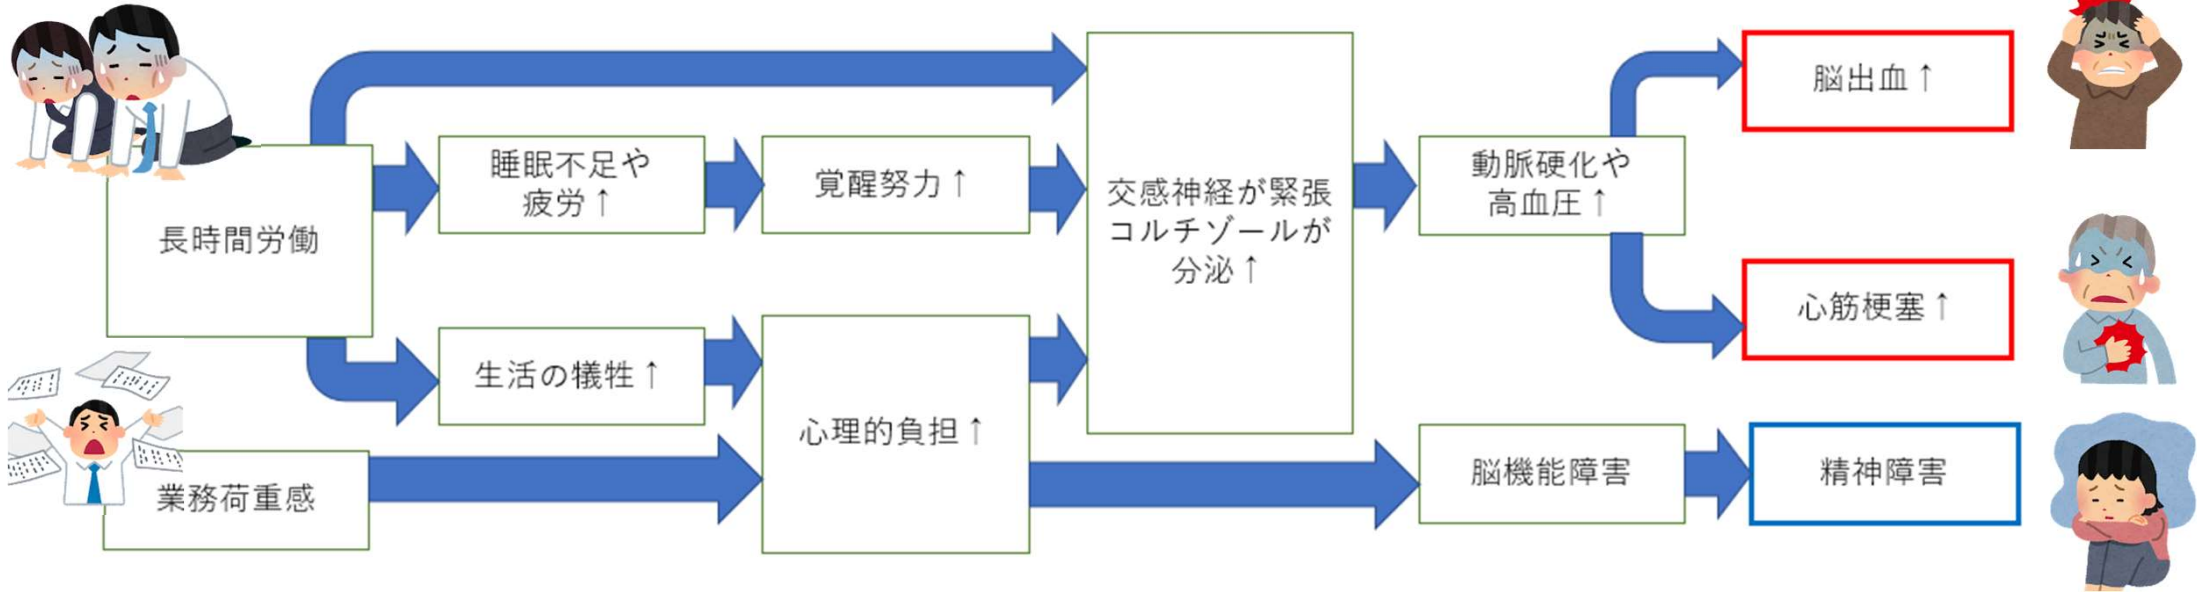 長時間労働
睡眠不足や
疲労↑
覚醒努力↑
生活の犠牲↑
業務荷重感
心理的負担↑
交感神経が緊張
コルチゾールが
分泌↑
動脈硬化や
高血圧↑
脳出血↑
心筋梗塞↑
脳機能障害
精神障害